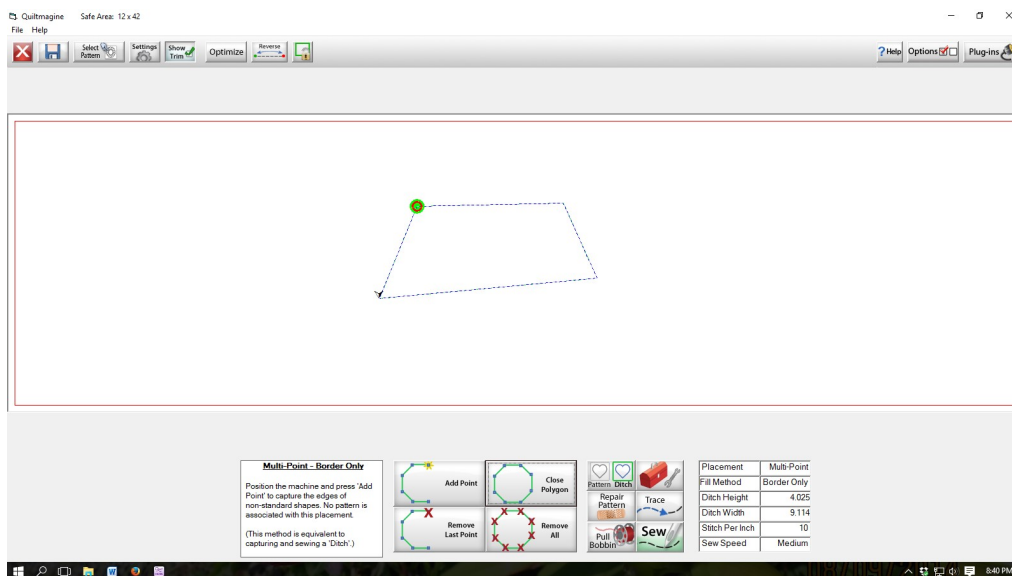 Quiltmagine Safe Area: 12 x 42
File Help
Select Pattern
Settings
Show Trim
Optimize
Reverse
? Help
Options
Plug-ins
Multi-Point - Border Only
Position the machine and press 'Add
Point' to capture the edges of
non-standard shapes. No pattern is
associated with this placement.
(This method is equivalent to
capturing and sewing a 'Ditch'.)
Add Point
Close
Polygon
Remove
Last Point
Remove
All
Pattern Ditch
Repair
Pattern
Trace
Pull
Bobbin
Sew
Placement Multi-Point
Fill Method Border Only
Ditch Height 4.025
Ditch Width 9.114
Stitch Per Inch 10
Sew Speed Medium
8:40 PM